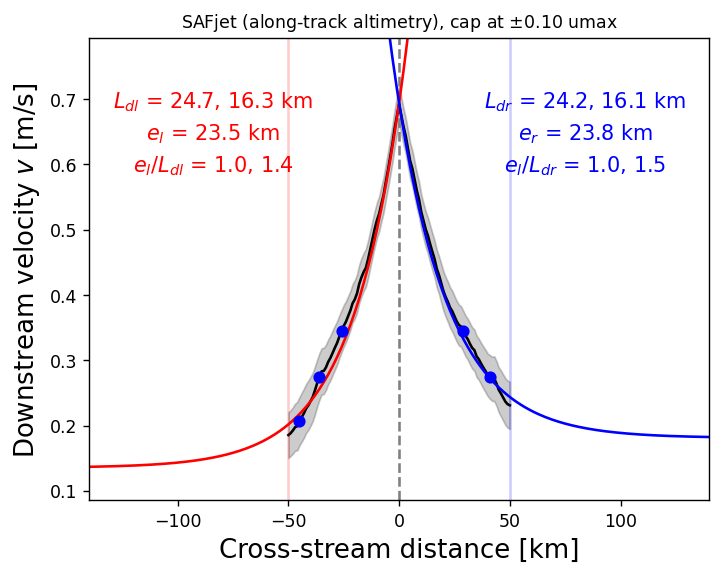 SAFjet (along-track altimetry), cap at ±0.10 umax
Downstream velocity v [m/s]
0.7
0.6
0.5
0.4
0.3
0.2
0.1
L_dl = 24.7, 16.3 km
e_l = 23.5 km
e_l/L_dl = 1.0, 1.4
L_dr = 24.2, 16.1 km
e_r = 23.8 km
e_l/L_dr = 1.0, 1.5
−100
−50
0
50
100
Cross-stream distance [km]